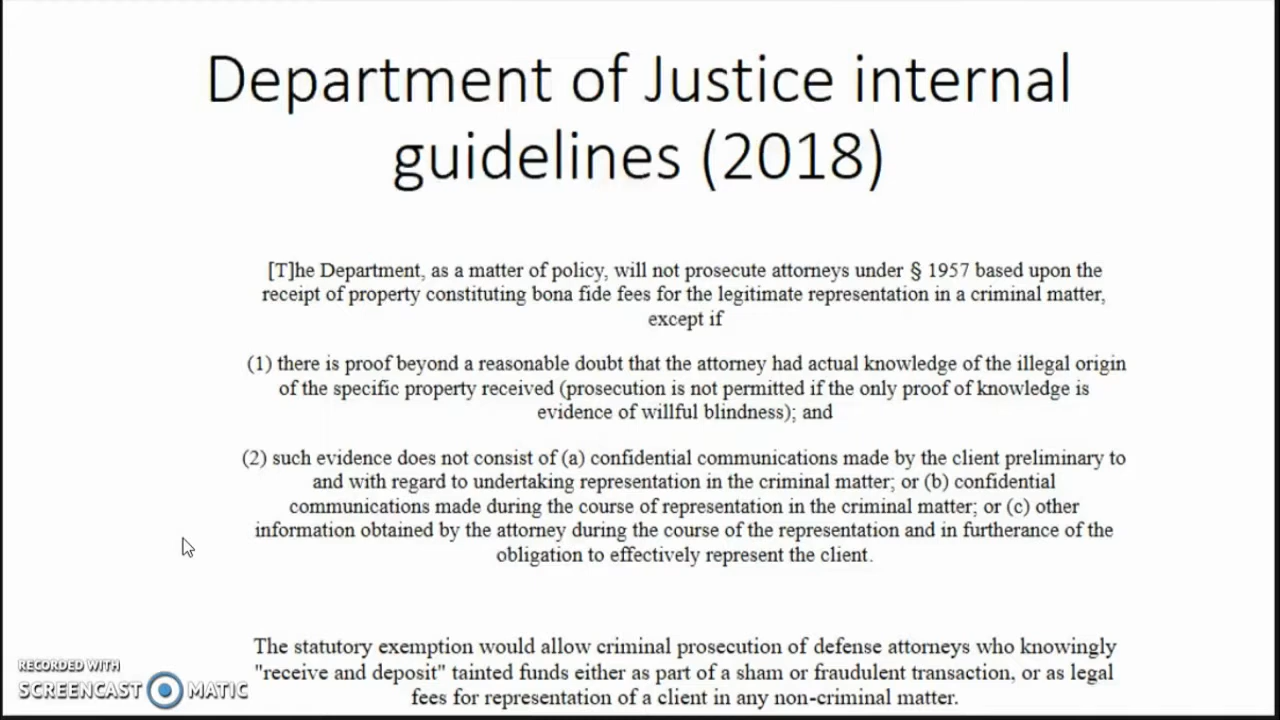 Department of Justice internal
guidelines (2018)
[T]he Department, as a matter of policy, will not prosecute attorneys under § 1957 based upon the
receipt of property constituting bona fide fees for the legitimate representation in a criminal matter,
except if
(1) there is proof beyond a reasonable doubt that the attorney had actual knowledge of the illegal origin
of the specific property received (prosecution is not permitted if the only proof of knowledge is
evidence of willful blindness); and
(2) such evidence does not consist of (a) confidential communications made by the client preliminary to
and with regard to undertaking representation in the criminal matter; or (b) confidential
communications made during the course of representation in the criminal matter; or (c) other
information obtained by the attorney during the course of the representation and in furtherance of the
obligation to effectively represent the client.
The statutory exemption would allow criminal prosecution of defense attorneys who knowingly
"receive and deposit" tainted funds either as part of a sham or fraudulent transaction, or as legal
fees for representation of a client in any non-criminal matter.
RECORDED WITH
SCREENCAST MATIC